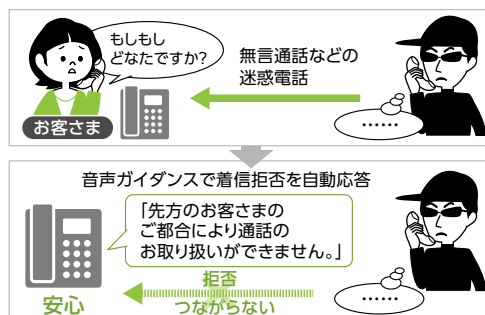 もしもし
どなたですか?
無言通話などの
迷惑電話
お客さま
……
音声ガイダンスで着信拒否を自動応答
「先方のお客さまの
ご都合により通話の
お取り扱いができません。」
拒否
つながらない
安心
……